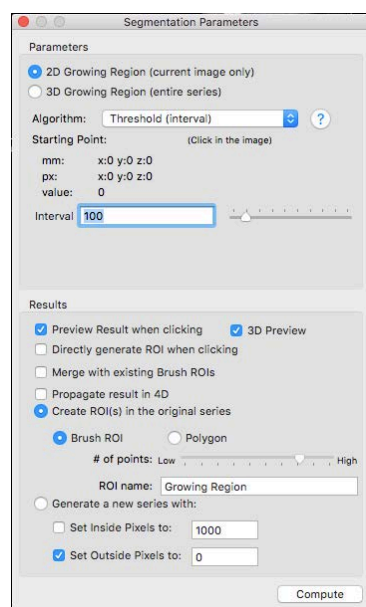 Segmentation Parameters
Parameters
2D Growing Region (current image only)
3D Growing Region (entire series)
Algorithm: Threshold (interval) ?
Starting Point: (Click in the image)
mm: x:0 y:0 z:0
px: x:0 y:0 z:0
value: 0
Interval 100
Results
Preview Result when clicking 3D Preview
Directly generate ROI when clicking
Merge with existing Brush ROIs
Propagate result in 4D
Create ROI(s) in the original series
Brush ROI Polygon
# of points: Low High
ROI name: Growing Region
Generate a new series with:
Set Inside Pixels to: 1000
Set Outside Pixels to: 0
Compute